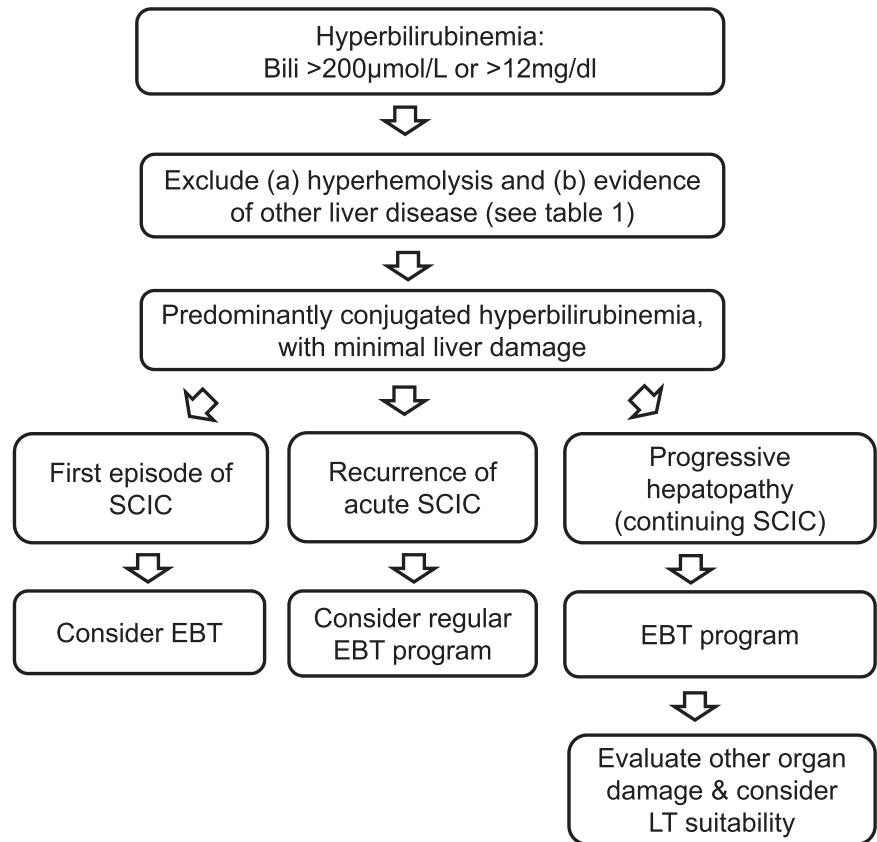 Hyperbilirubinemia:
Bili >200μmol/L or >12mg/dl
Exclude (a) hyperhemolysis and (b) evidence
of other liver disease (see table 1)
Predominantly conjugated hyperbilirubinemia,
with minimal liver damage
First episode of
SCIC
Recurrence of
acute SCIC
Progressive
hepatopathy
(continuing SCIC)
Consider EBT
Consider regular
EBT program
EBT program
Evaluate other organ
damage & consider
LT suitability